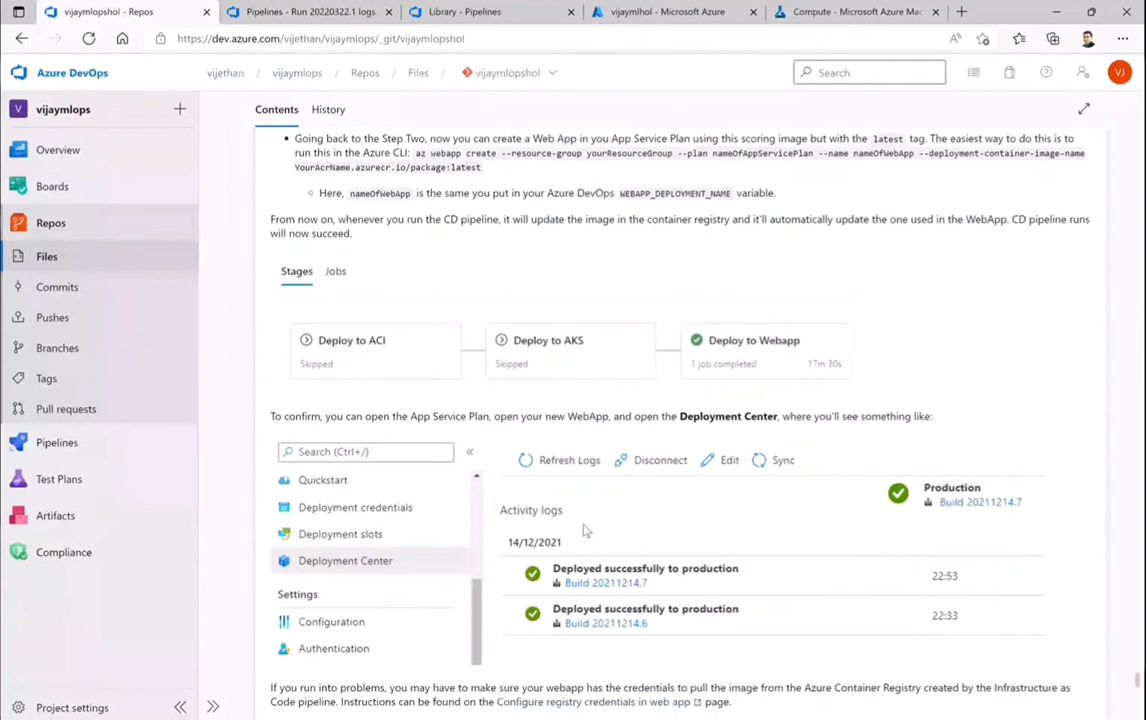 vijaymlopshol - Repos
Pipelines - Run 20220322.1 logs
Library - Pipelines
vijaymlhol - Microsoft Azure
Compute - Microsoft Azure Mac
https://dev.azure.com/vijethan/vijaymlops/_git/vijaymlopshol
Azure DevOps
vijethan / vijaymlops / Repos / Files / vijaymlopshol
Search
VJ
V vijaymlops
Contents
History
Overview
Boards
Repos
Files
Commits
Pushes
Branches
Tags
Pull requests
Pipelines
Test Plans
Artifacts
Compliance
Project settings
• Going back to the Step Two, now you can create a Web App in you App Service Plan using this scoring image but with the latest tag. The easiest way to do this is to
run this in the Azure CLI: az webapp create --resource-group yourResourceGroup --plan nameOfAppServicePlan --name nameOfWebApp --deployment-container-image-name
YourAcrName.azurecr.io/package:latest
○ Here, nameOfWebApp is the same you put in your Azure DevOps WEBAPP_DEPLOYMENT_NAME variable.
From now on, whenever you run the CD pipeline, it will update the image in the container registry and it'll automatically update the one used in the WebApp. CD pipeline runs
will now succeed.
Stages Jobs
Deploy to ACI
Skipped
Deploy to AKS
Skipped
Deploy to Webapp
1 job completed 17m 30s
To confirm, you can open the App Service Plan, open your new WebApp, and open the Deployment Center, where you'll see something like:
Search (Ctrl+/)
Quickstart
Deployment credentials
Deployment slots
Deployment Center
Settings
Configuration
Authentication
Refresh Logs Disconnect Edit Sync
Production
Build 20211214.7
Activity logs
14/12/2021
Deployed successfully to production
Build 20211214.7
22:53
Deployed successfully to production
Build 20211214.6
22:33
If you run into problems, you may have to make sure your webapp has the credentials to pull the image from the Azure Container Registry created by the Infrastructure as
Code pipeline. Instructions can be found on the Configure registry credentials in web app page.